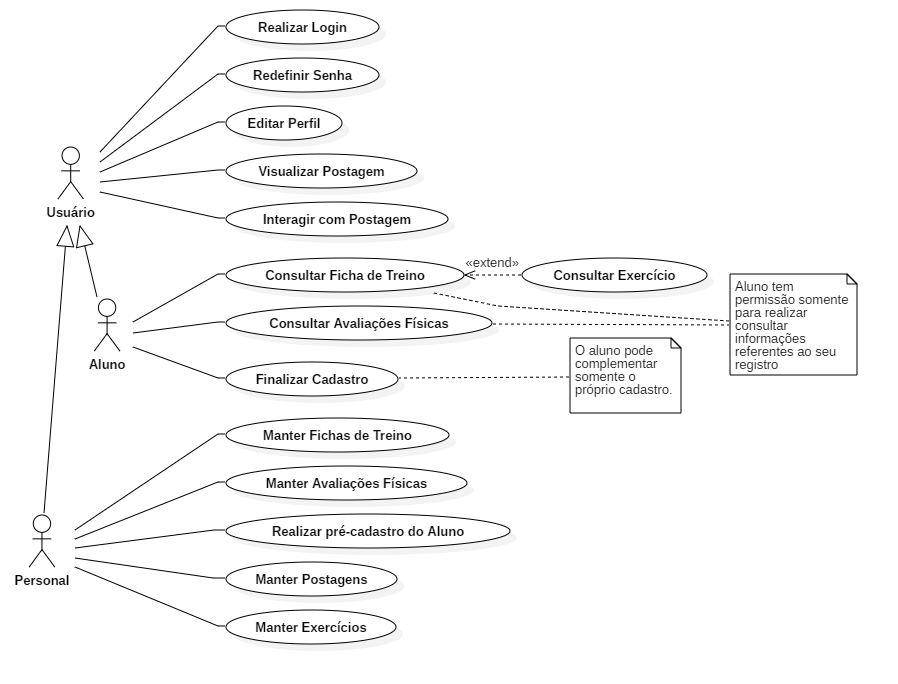 Realizar Login
Redefinir Senha
Editar Perfil
Visualizar Postagem
Usuário
Interagir com Postagem
«extend»
Consultar Ficha de Treino
Consultar Exercício
Aluno tem
permissão somente
para realizar
consultar
informações
referentes ao seu
registro
Consultar Avaliações Físicas
O aluno pode
complementar
somente o
próprio cadastro.
Aluno
Finalizar Cadastro
Manter Fichas de Treino
Manter Avaliações Físicas
Realizar pré-cadastro do Aluno
Personal
Manter Postagens
Manter Exercícios